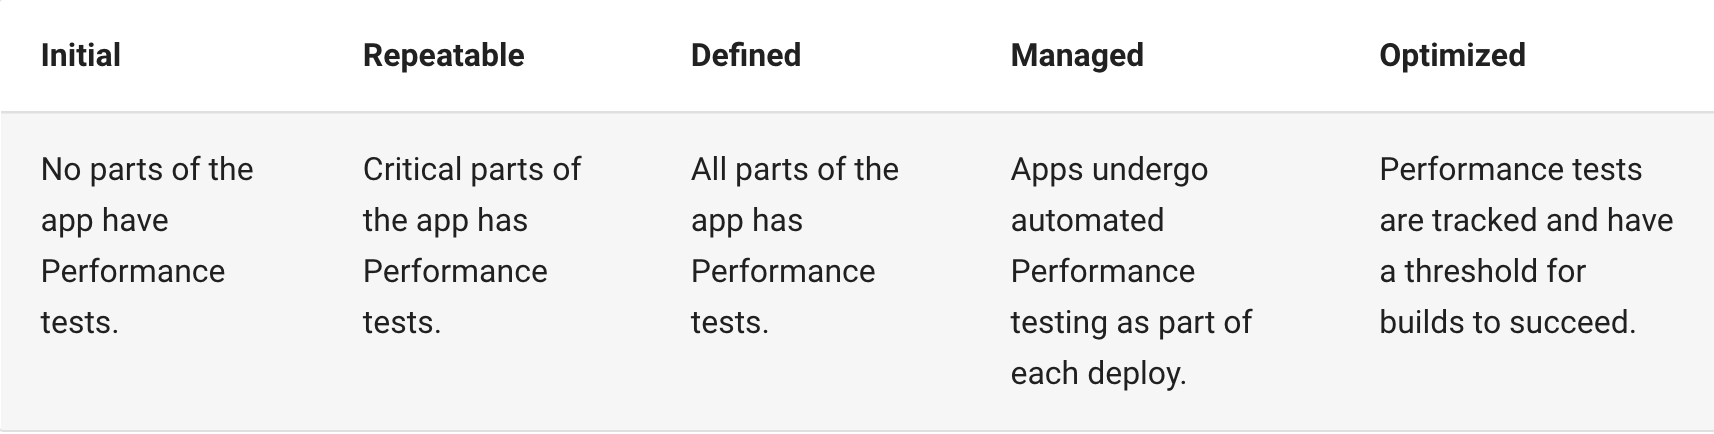 Initial
Repeatable
Defined
Managed
Optimized
No parts of the
app have
Performance
tests.
Critical parts of
the app has
Performance
tests.
All parts of the
app has
Performance
tests.
Apps undergo
automated
Performance
testing as part of
each deploy.
Performance tests
are tracked and have
a threshold for
builds to succeed.